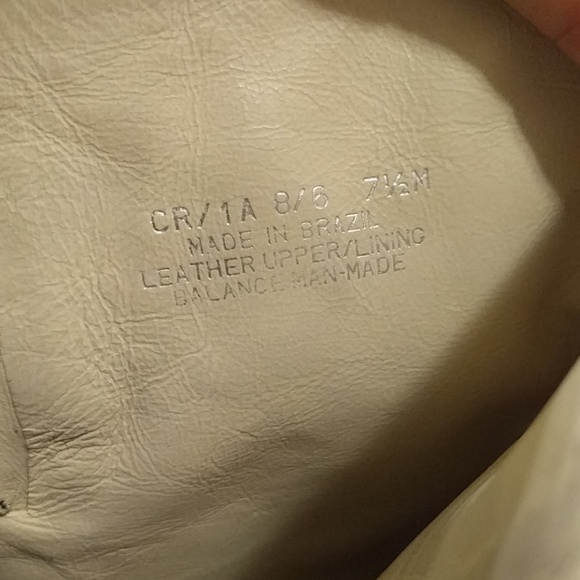 CR/1A 8/6 7½M
MADE IN BRAZIL
LEATHER UPPER/LINING
BALANCE MAN-MADE